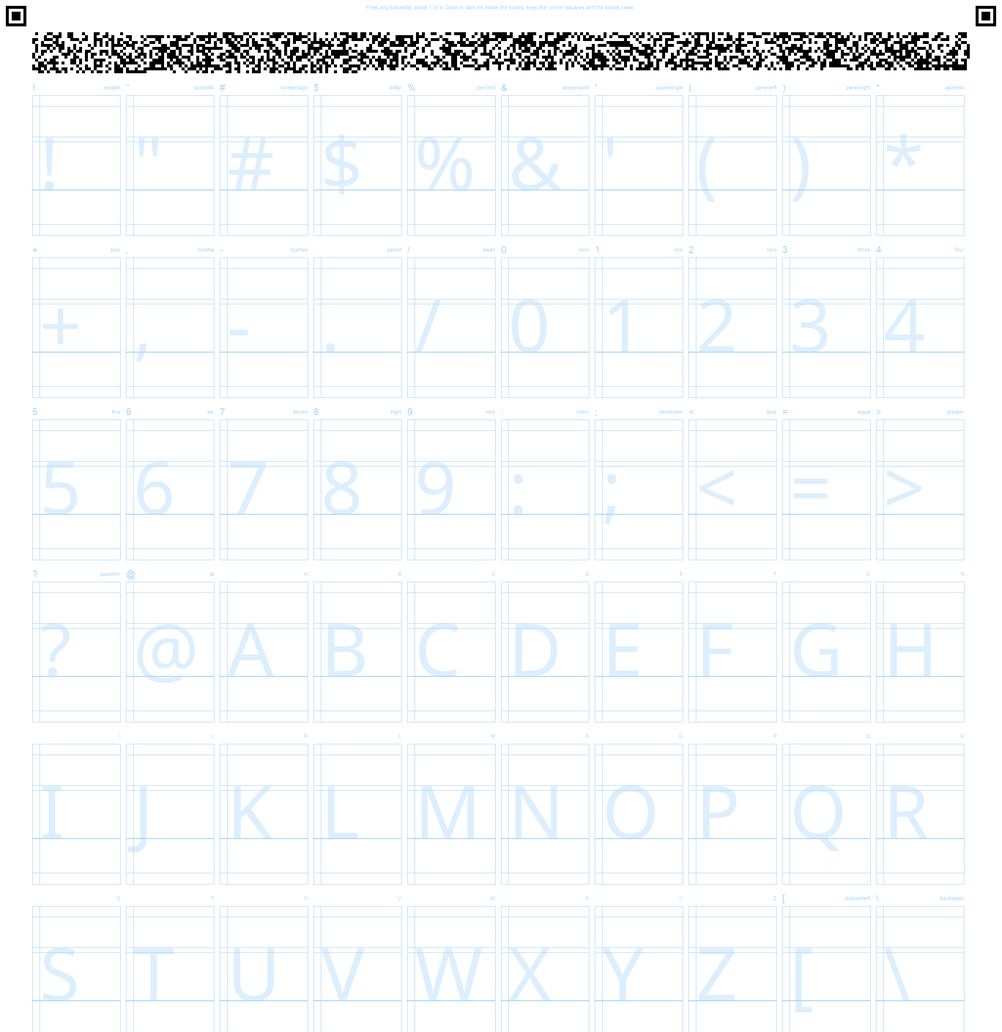 FreeLang Essential, sheet 1 of 4. Draw in dark ink inside the boxes; keep the corner squares and the bands clean.
! exclam " quotedbl # numbersign $ dollar % percent & ampersand ' quotesingle ( parenleft ) parenright * asterisk
! " # $ % & ' ( ) *
+ plus , comma - hyphen . period / slash 0 zero 1 one 2 two 3 three 4 four
+ , - . / 0 1 2 3 4
5 five 6 six 7 seven 8 eight 9 nine : colon ; semicolon < less = equal > greater
5 6 7 8 9 : ; < = >
? question @ at A B C D E F G H
? @ A B C D E F G H
I J K L M N O P Q R
I J K L M N O P Q R
S T U V W X Y Z [ bracketleft \ backslash
S T U V W X Y Z [ \